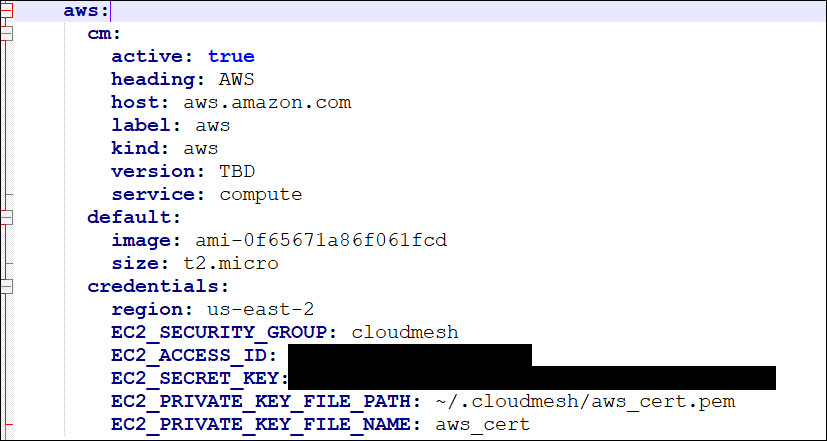 aws:
cm:
active: true
heading: AWS
host: aws.amazon.com
label: aws
kind: aws
version: TBD
service: compute
default:
image: ami-0f65671a86f061fcd
size: t2.micro
credentials:
region: us-east-2
EC2_SECURITY_GROUP: cloudmesh
EC2_ACCESS_ID:
EC2_SECRET_KEY:
EC2_PRIVATE_KEY_FILE_PATH: ~/.cloudmesh/aws_cert.pem
EC2_PRIVATE_KEY_FILE_NAME: aws_cert